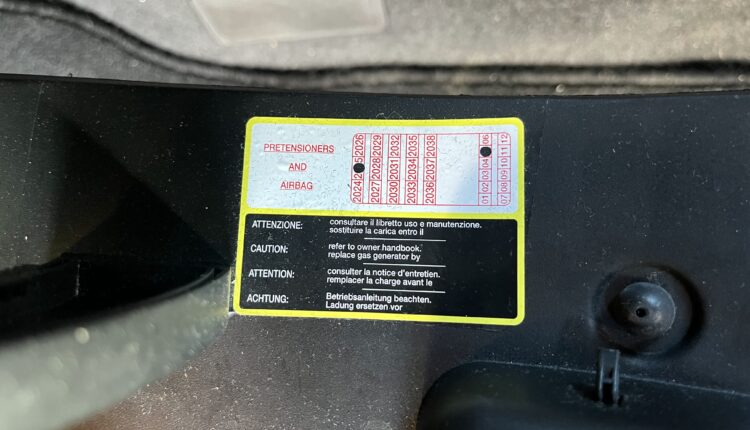 PRETENSIONERS
AND
AIRBAG
2024 2026
2027 2028 2029
2030 2031 2032
2033 2034 2035
2036 2037 2038
01 02 03 04 06
07 08 09 10 11 12
ATTENZIONE: consultare il libretto uso e manutenzione.
sostituire la carica entro il
CAUTION: refer to owner handbook.
replace gas generator by
ATTENTION: consulter la notice d'entretien.
remplacer la charge avant le
ACHTUNG: Betriebsanleitung beachten.
Ladung ersetzen vor